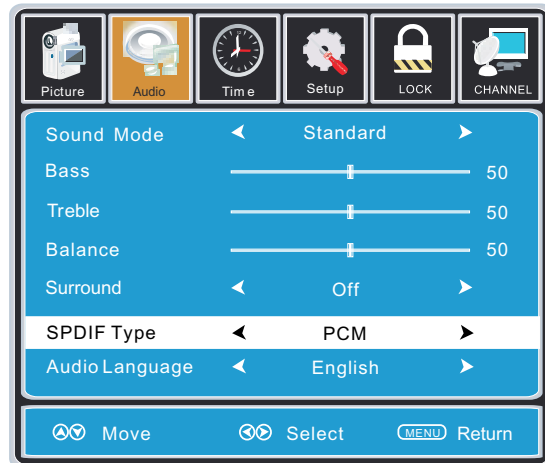 Picture Audio Time Setup LOCK CHANNEL
Sound Mode Standard
Bass 50
Treble 50
Balance 50
Surround Off
SPDIF Type PCM
Audio Language English
Move Select MENU Return